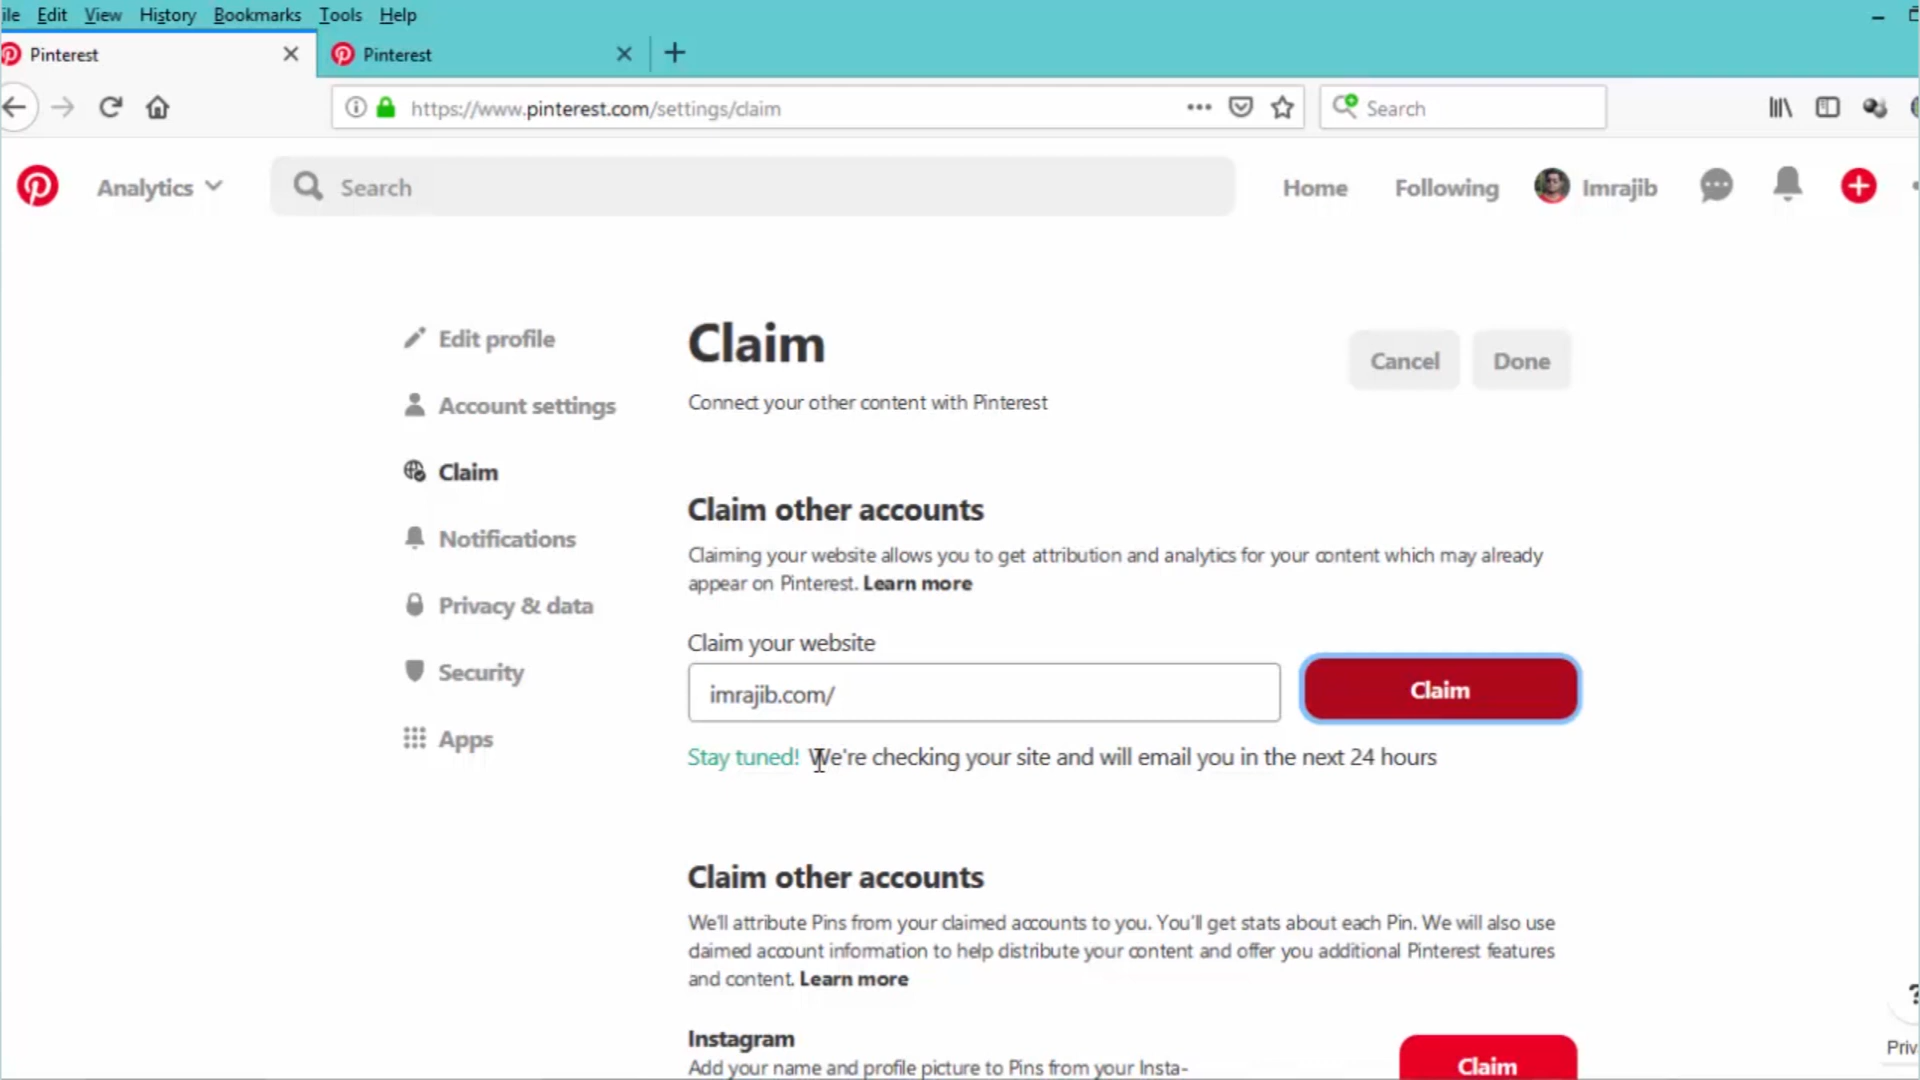 ile Edit View History Bookmarks Tools Help
Pinterest
Pinterest
https://www.pinterest.com/settings/claim
Search
Analytics
Search
Home
Following
Imrajib
Edit profile
Account settings
Claim
Notifications
Privacy & data
Security
Apps
Claim
Cancel
Done
Connect your other content with Pinterest
Claim other accounts
Claiming your website allows you to get attribution and analytics for your content which may already
appear on Pinterest. Learn more
Claim your website
imrajib.com/
Claim
Stay tuned! We're checking your site and will email you in the next 24 hours
Claim other accounts
We'll attribute Pins from your claimed accounts to you. You'll get stats about each Pin. We will also use
claimed account information to help distribute your content and offer you additional Pinterest features
and content. Learn more
Instagram
Add your name and profile picture to Pins from your Insta-
Claim
?
Priv